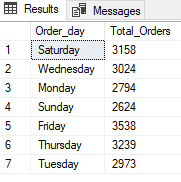 Results Messages
Order_day Total_Orders
1 Saturday 3158
2 Wednesday 3024
3 Monday 2794
4 Sunday 2624
5 Friday 3538
6 Thursday 3239
7 Tuesday 2973